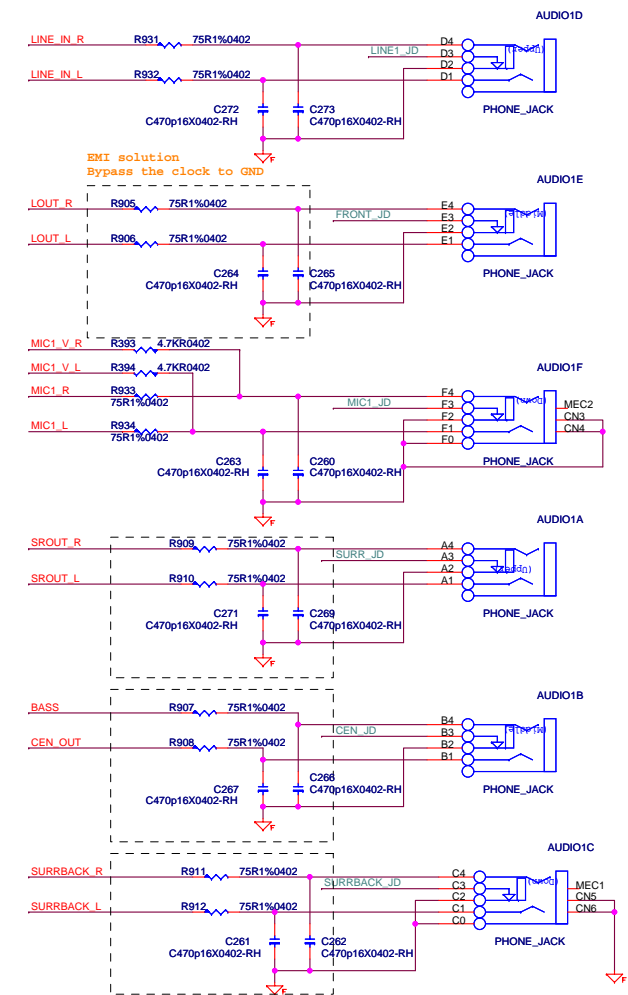 AUDIO1D
LINE_IN_R R931 75R1%0402 D4
LINE1_JD D3 (Upper)
D2
LINE_IN_L R932 75R1%0402 D1
C272 C273 PHONE_JACK
C470p16X0402-RH C470p16X0402-RH
F
EMI solution
Bypass the clock to GND
AUDIO1E
LOUT_R R905 75R1%0402 E4
FRONT_JD E3 (Middle)
E2
LOUT_L R906 75R1%0402 E1
C264 C265 PHONE_JACK
C470p16X0402-RH C470p16X0402-RH
F
MIC1_V_R R393 4.7KR0402
MIC1_V_L R394 4.7KR0402
AUDIO1F
MIC1_R R933 F4
75R1%0402 MIC1_JD F3 (Down) MEC2
F2 CN3
MIC1_L R934 F1 CN4
75R1%0402 F0
C263 C260 PHONE_JACK
C470p16X0402-RH C470p16X0402-RH
F
AUDIO1A
SROUT_R R909 75R1%0402 A4
SURR_JD A3 (Upper)
A2
SROUT_L R910 75R1%0402 A1
C271 C269 PHONE_JACK
C470p16X0402-RH C470p16X0402-RH
F
AUDIO1B
BASS R907 75R1%0402 B4
CEN_JD B3 (Middle)
CEN_OUT R908 75R1%0402 B2
B1
C267 C266 PHONE_JACK
C470p16X0402-RH C470p16X0402-RH
F
AUDIO1C
SURRBACK_R R911 75R1%0402 C4
SURRBACK_JD C3 (Down) MEC1
C2 CN5
SURRBACK_L R912 75R1%0402 C1 CN6
C0
C261 C262 PHONE_JACK
C470p16X0402-RH C470p16X0402-RH
F F